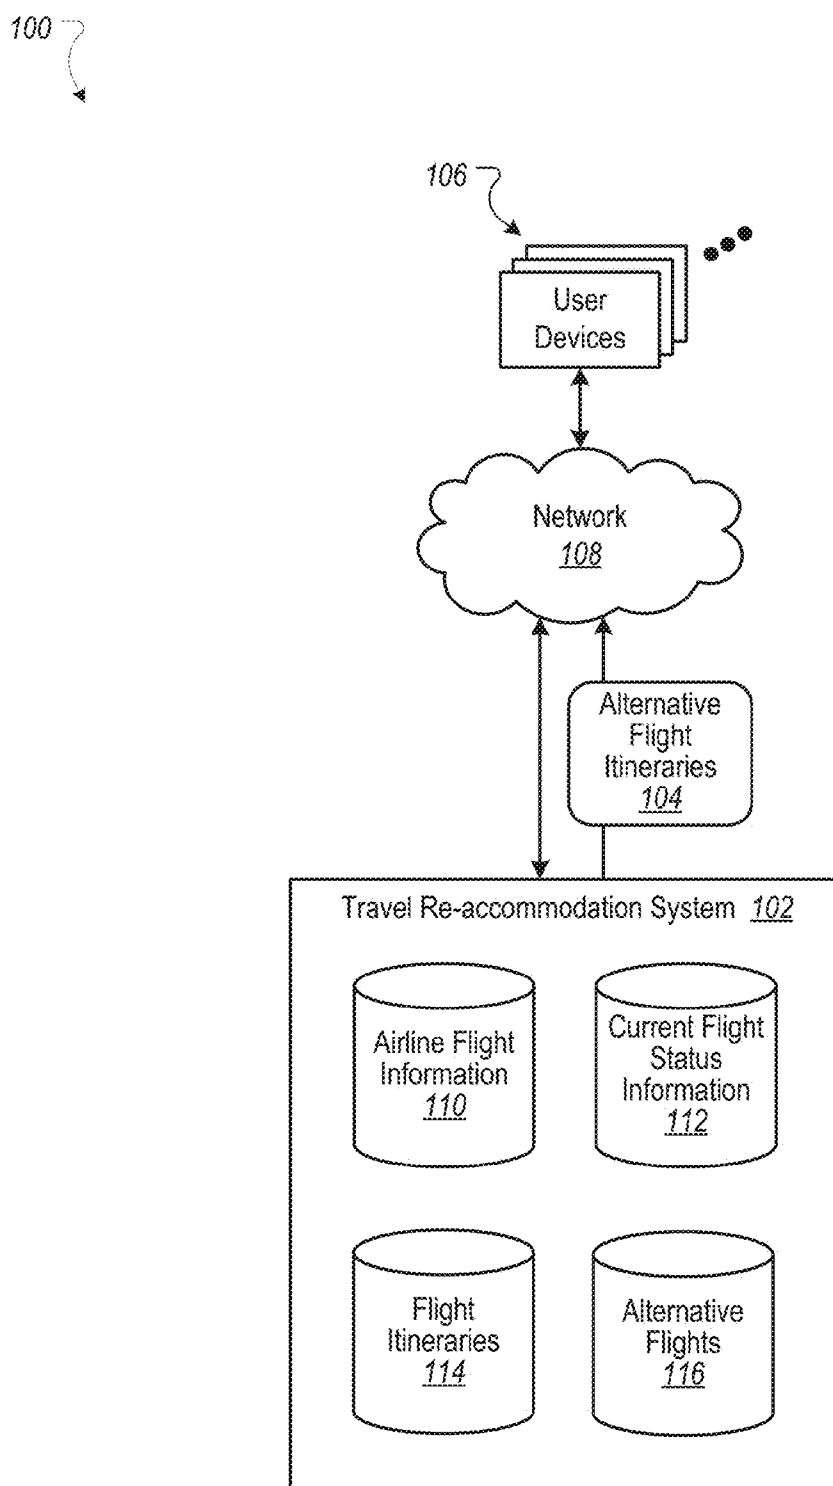 100
106
User
Devices
Network
108
Alternative
Flight
Itineraries
104
Travel Re-accommodation System 102
Airline Flight
Information
110
Current Flight
Status
Information
112
Flight
Itineraries
114
Alternative
Flights
116